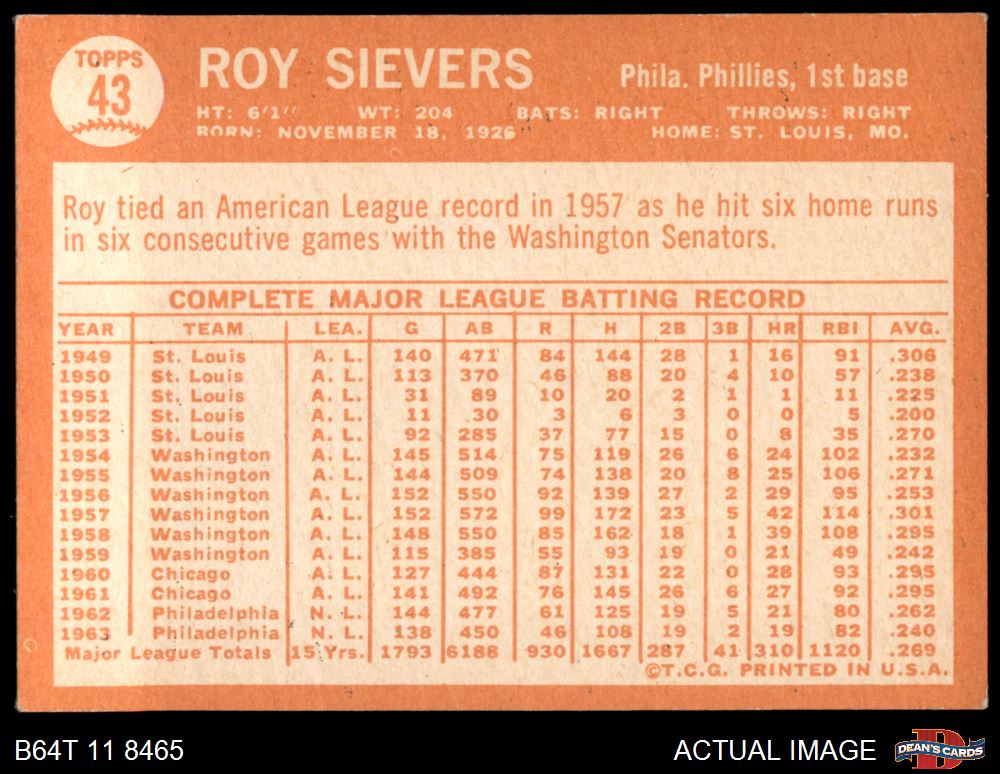 TOPPS
43
ROY SIEVERS
Phila. Phillies, 1st base
HT: 6'1" WT: 204 BATS: RIGHT THROWS: RIGHT
BORN: NOVEMBER 18, 1926 HOME: ST. LOUIS, MO.
Roy tied an American League record in 1957 as he hit six home runs
in six consecutive games with the Washington Senators.
COMPLETE MAJOR LEAGUE BATTING RECORD
YEAR TEAM LEA. G AB R H 2B 3B HR RBI AVG.
1949 St. Louis A. L. 140 471 84 144 28 1 16 91 .306
1950 St. Louis A. L. 113 370 46 88 20 4 10 57 .238
1951 St. Louis A. L. 31 89 10 20 2 1 1 11 .225
1952 St. Louis A. L. 11 30 3 6 3 0 0 5 .200
1953 St. Louis A. L. 92 285 37 77 15 0 8 35 .270
1954 Washington A. L. 145 514 75 119 26 6 24 102 .232
1955 Washington A. L. 144 509 74 138 20 8 25 106 .271
1956 Washington A. L. 152 550 92 139 27 2 29 95 .253
1957 Washington A. L. 152 572 99 172 23 5 42 114 .301
1958 Washington A. L. 148 550 85 162 18 1 39 108 .295
1959 Washington A. L. 115 385 55 93 19 0 21 49 .242
1960 Chicago A. L. 127 444 87 131 22 0 28 93 .295
1961 Chicago A. L. 141 492 76 145 26 6 27 92 .295
1962 Philadelphia N. L. 144 477 61 125 19 5 21 80 .262
1963 Philadelphia N. L. 138 450 46 108 19 2 19 82 .240
Major League Totals 15 Yrs. 1793 6188 930 1667 287 41 310 1120 .269
©T.C.G. PRINTED IN U.S.A.
B64T 11 8465 ACTUAL IMAGE DEAN'S CARDS